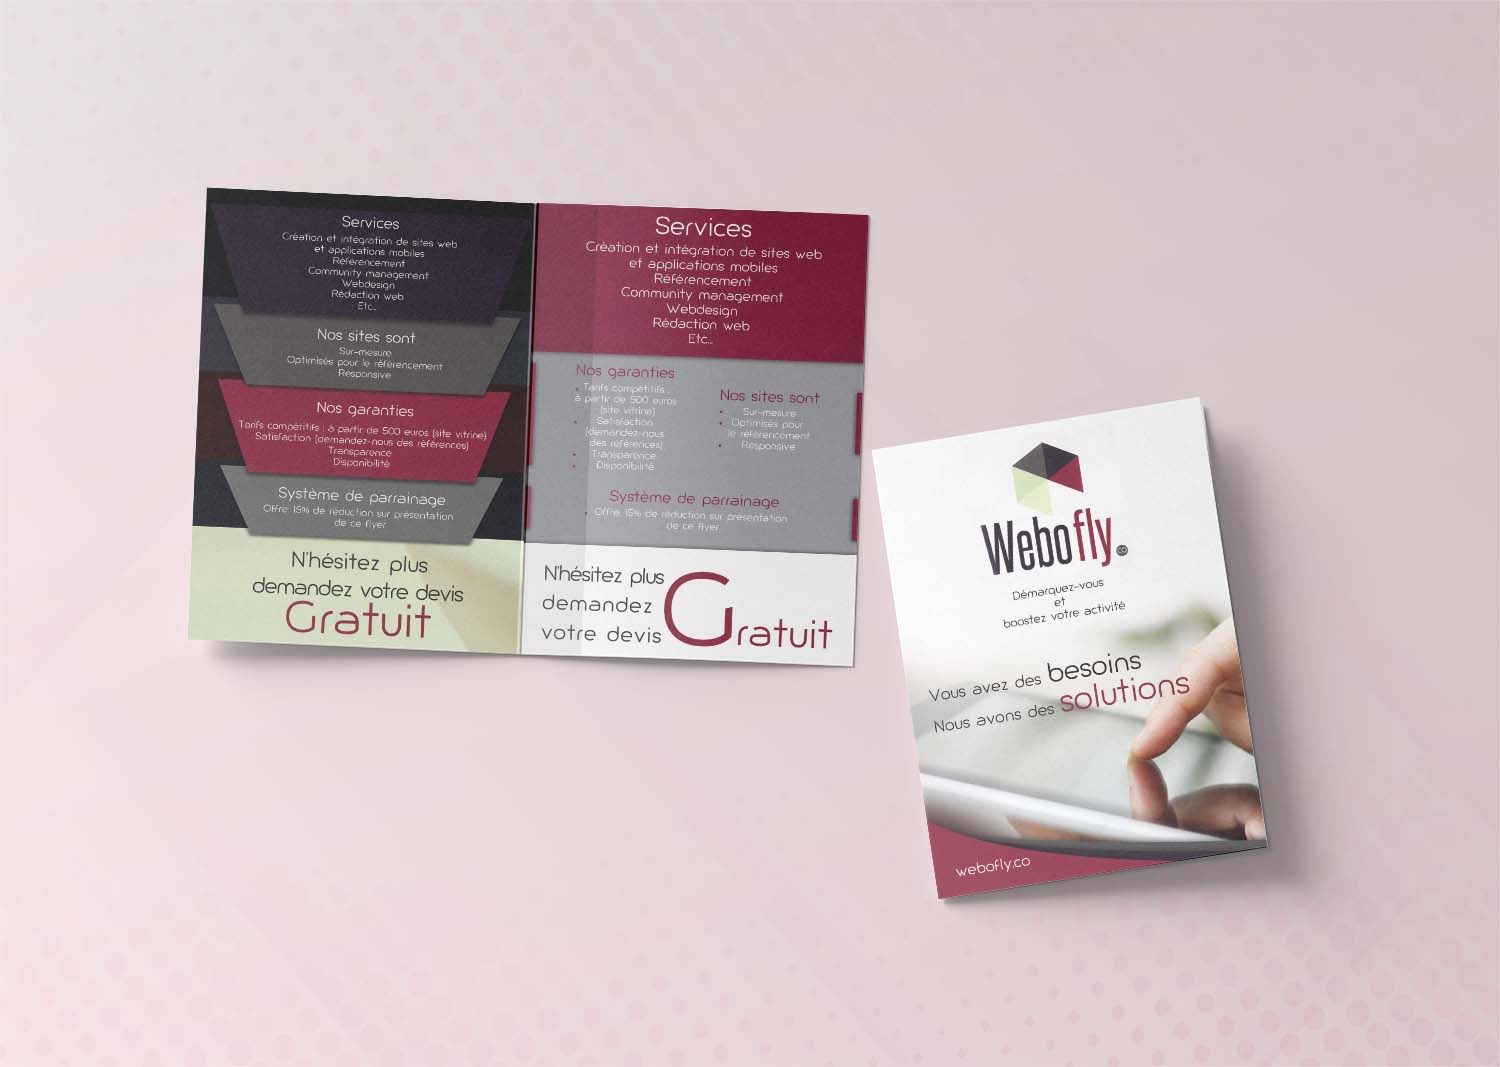 Services
Création et intégration de sites web
et applications mobiles
Référencement
Community management
Webdesign
Rédaction web
Etc...
Nos sites sont
Sur-mesure
Optimisés pour le référencement
Responsive
Nos garanties
Tarifs compétitifs : à partir de 500 euros (site vitrine)
Satisfaction (demandez-nous des références)
Transparence
Disponibilité
Système de parrainage
Offre: 15% de réduction sur présentation
de ce flyer
N'hésitez plus
demandez votre devis
Gratuit
Services
Création et intégration de sites web
et applications mobiles
Référencement
Community management
Webdesign
Rédaction web
Etc...
Nos garanties
• Tarifs compétitifs :
à partir de 500 euros
(site vitrine)
• Satisfaction
(demandez-nous
des références)
• Transparence
• Disponibilité
Nos sites sont
• Sur-mesure
• Optimisés pour
le référencement
• Responsive
Système de parrainage
• Offre: 15% de réduction sur présentation
de ce flyer
N'hésitez plus
demandez
votre devis
Gratuit
Webofly.co
Démarquez-vous
et
boostez votre activité
Vous avez des besoins
Nous avons des solutions
webofly.co